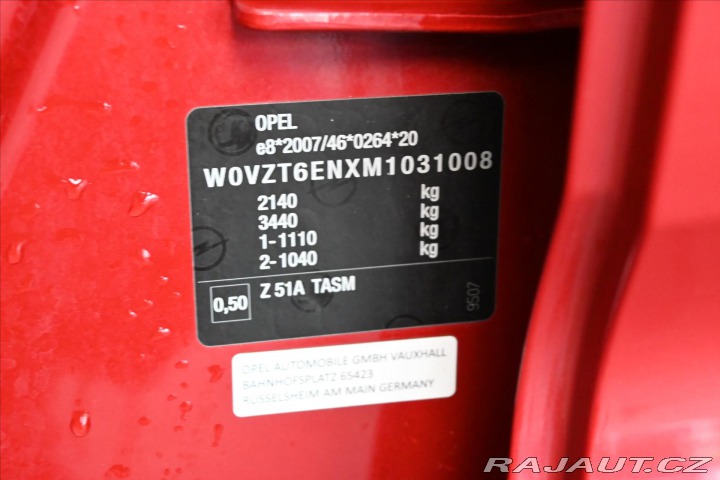 OPEL
e8*2007/46*0264*20
W0VZT6ENXM1031008
2140 kg
3440 kg
1-1110 kg
2-1040 kg
0,50 Z 51A TASM
9507
OPEL AUTOMOBILE GMBH VAUXHALL
BAHNHOFSPLATZ 65423
RUSSELSHEIM AM MAIN GERMANY
RAJAUT.CZ